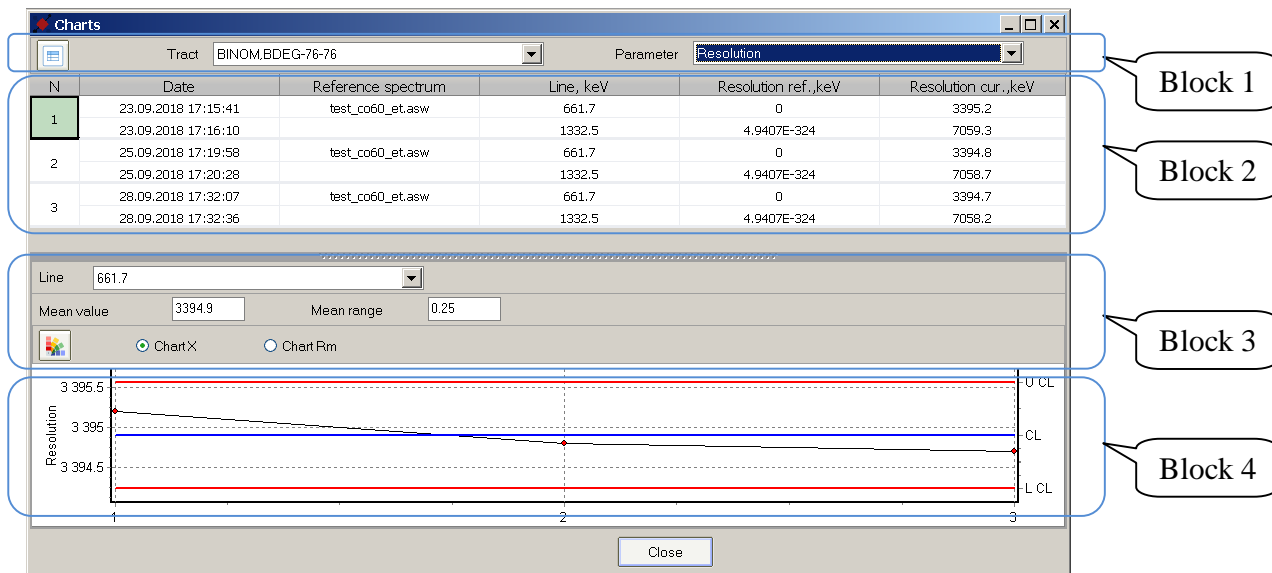 Charts
Tract BINOM,BDEG-76-76 Parameter Resolution
Block 1
N Date Reference spectrum Line, keV Resolution ref.,keV Resolution cur.,keV
1 23.09.2018 17:15:41 test_co60_et.asw 661.7 0 3395.2
23.09.2018 17:16:10 1332.5 4.9407E-324 7059.3
2 25.09.2018 17:19:58 test_co60_et.asw 661.7 0 3394.8
25.09.2018 17:20:28 1332.5 4.9407E-324 7058.7
3 28.09.2018 17:32:07 test_co60_et.asw 661.7 0 3394.7
28.09.2018 17:32:36 1332.5 4.9407E-324 7058.2
Block 2
Line 661.7
Mean value 3394.9 Mean range 0.25
Chart X Chart Rm
Block 3
3 395.5 U CL
3 395 CL
3 394.5
L CL
Resolution
1 2 3
Block 4
Close